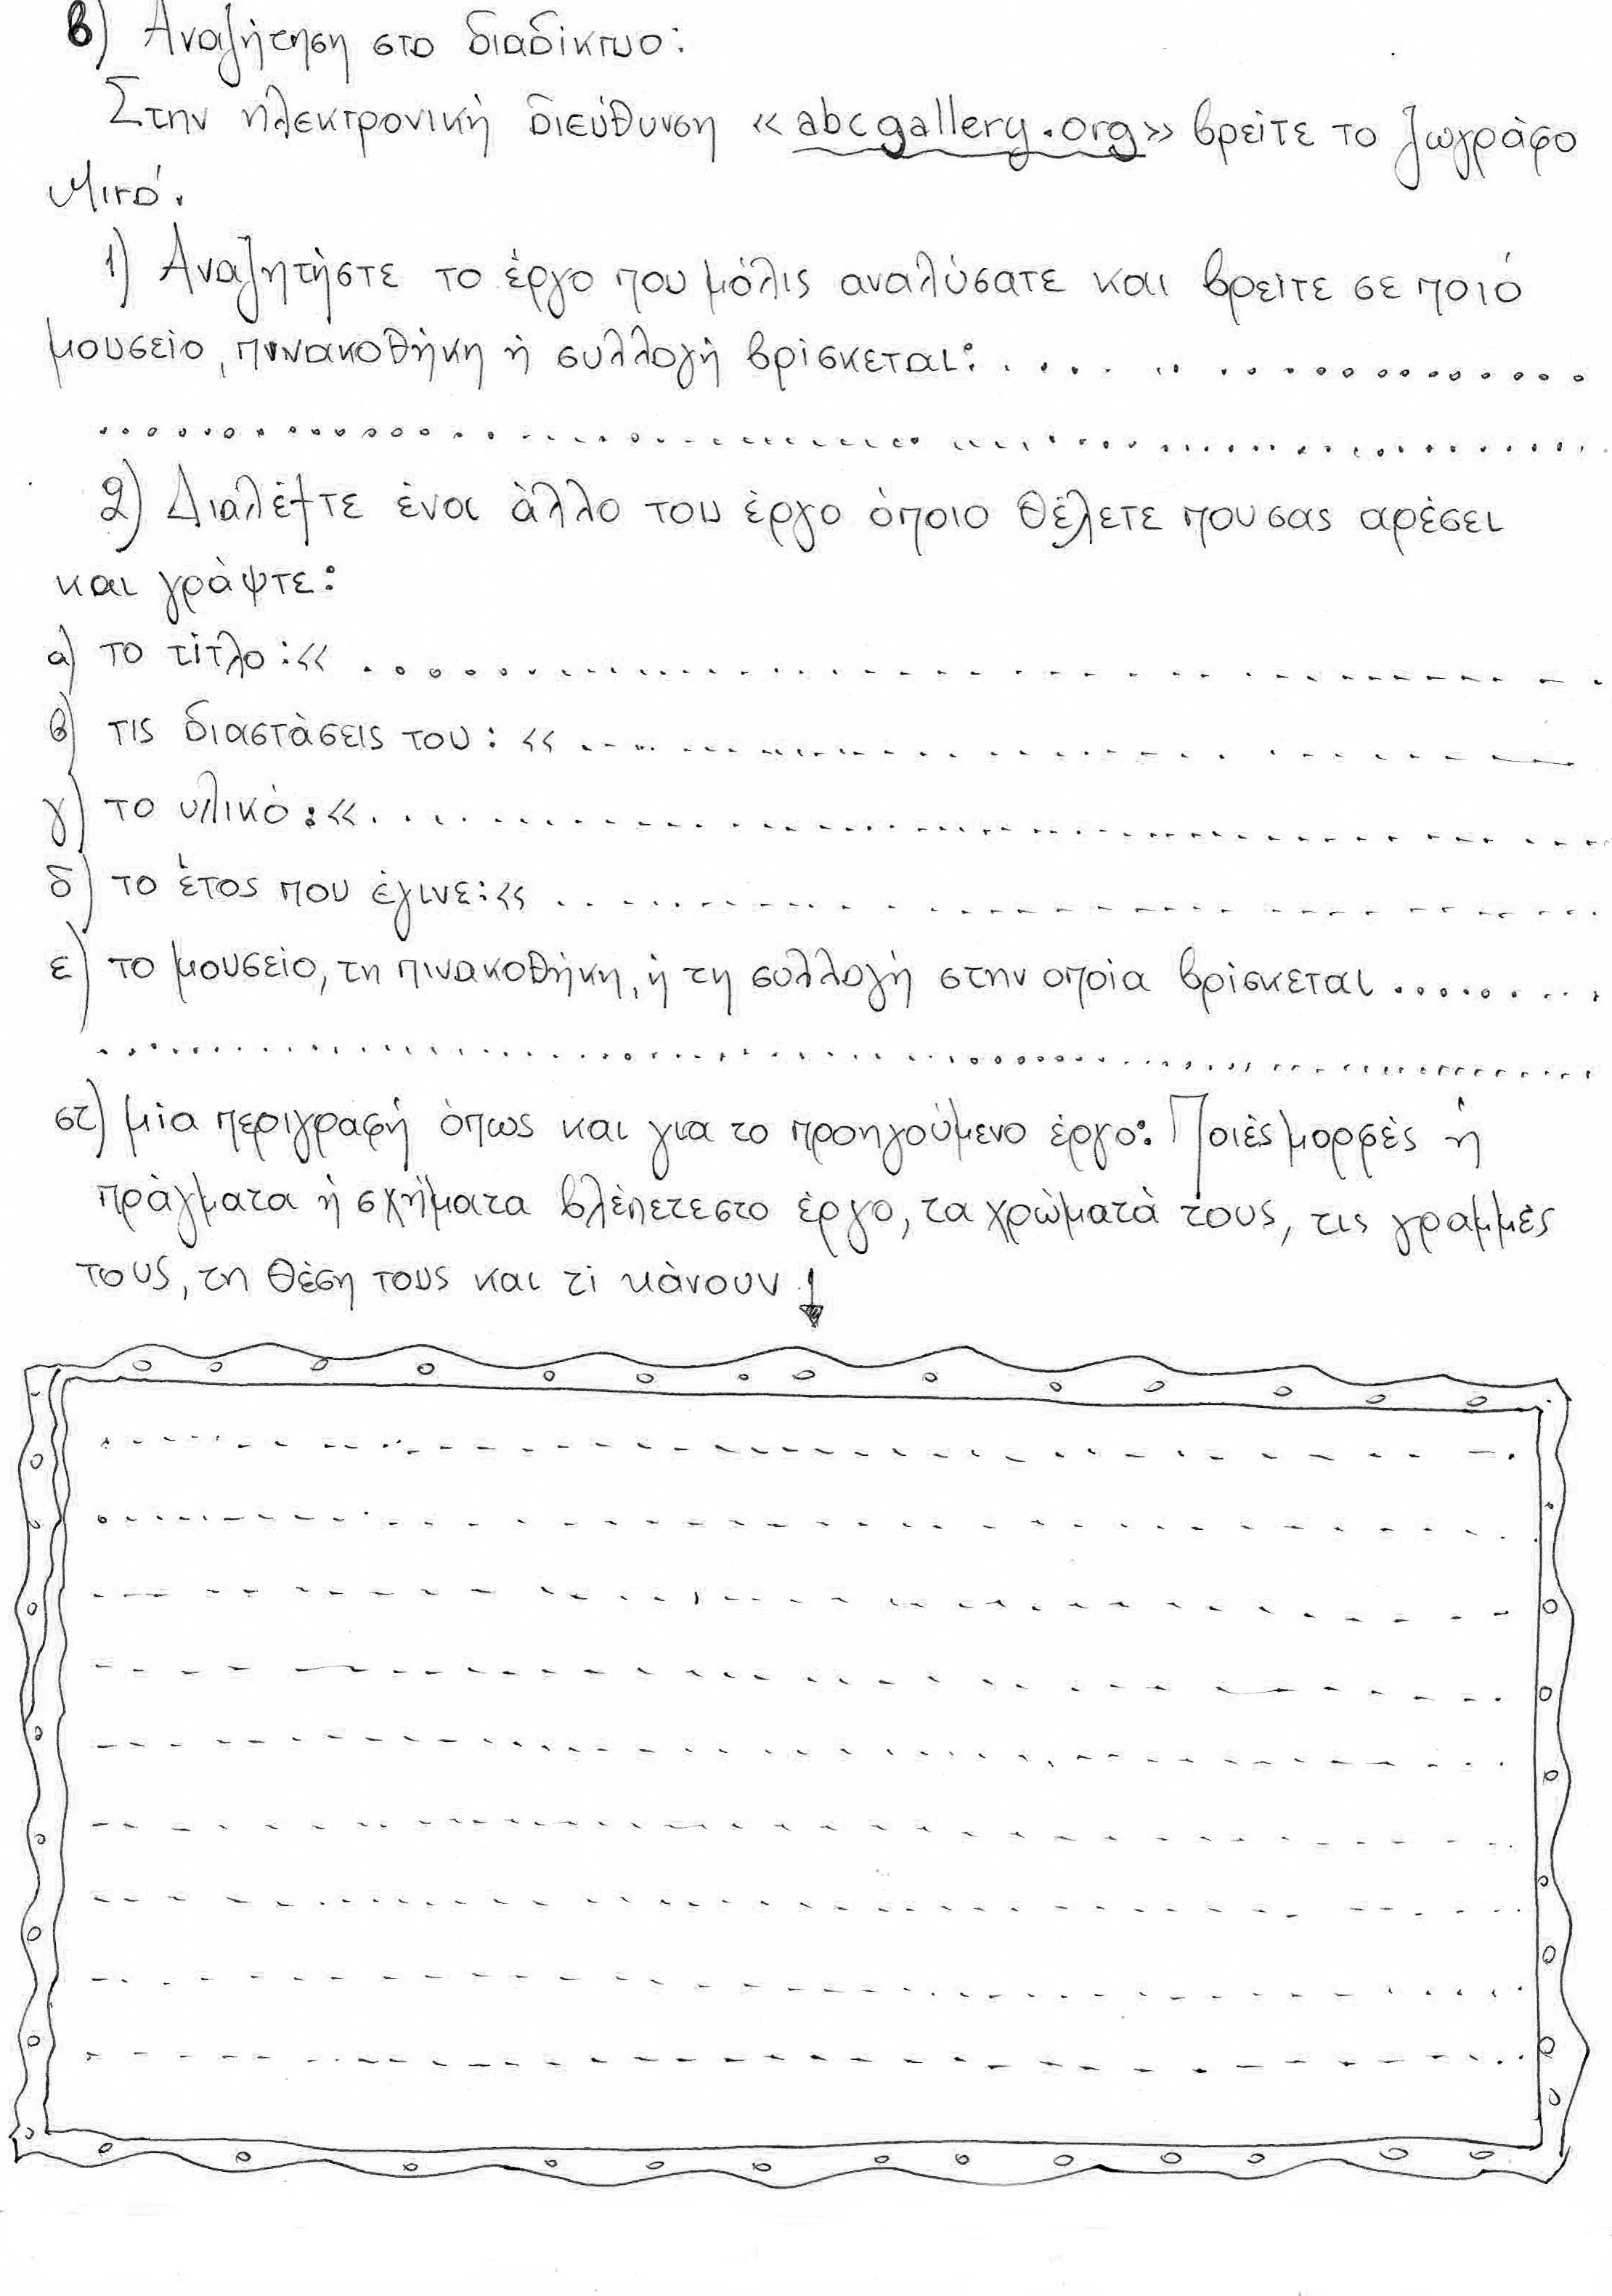 β) Αναζήτηση στο διαδίκτυο:
Στην ηλεκτρονική διεύθυνση «abcgallery.org» βρείτε το ζωγράφο
Μιρό.
1) Αναζητήστε το έργο που μόλις αναλύσατε και βρείτε σε ποιό
μουσείο, πινακοθήκη ή συλλογή βρίσκεται: . . . . . . . . . . . . . . . . . . . .
. . . . . . . . . . . . . . . . . . . . . . . . . . . . . . . . . . . . . . . .
2) Διαλέξτε ένα άλλο του έργο όποιο θέλετε που σας αρέσει
και γράψτε:
α) το τίτλο:« . . . . . . . . . . . . . . . . . . . .
β) τις διαστάσεις του: « . . . . . . . . . . . . . . . . . . . .
γ) το υλικό:« . . . . . . . . . . . . . . . . . . . .
δ) το έτος που έγινε:« . . . . . . . . . . . . . . . . . . . .
ε) το μουσείο, τη πινακοθήκη, ή τη συλλογή στην οποία βρίσκεται . . . . . . . . .
. . . . . . . . . . . . . . . . . . . . . . . . . . . . . . . . . . . . . . . .
στ) μία περιγραφή όπως και για το προηγούμενο έργο: Ποιές μορφές ή
πράγματα ή σχήματα βλέπετε στο έργο, τα χρώματά τους, τις γραμμές
τους, τη θέση τους και τί κάνουν ↓